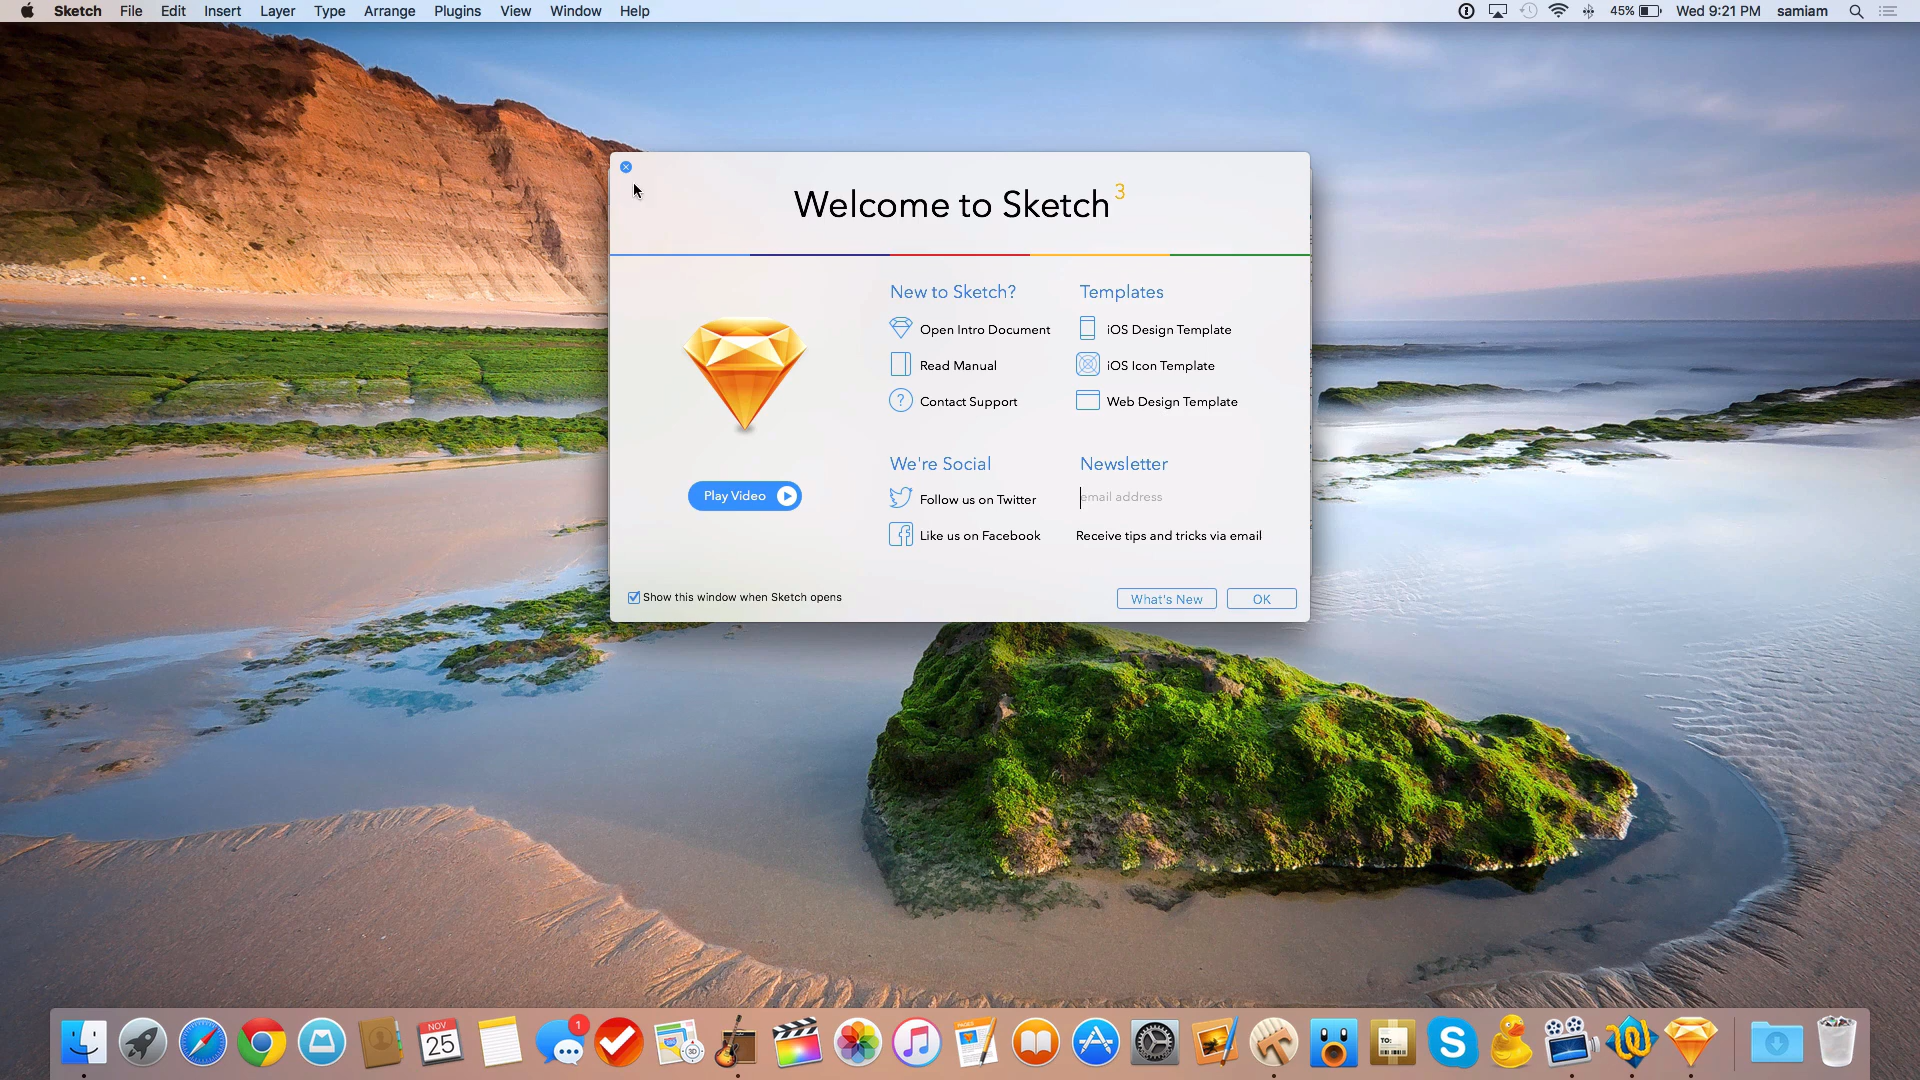 Sketch File Edit Insert Layer Type Arrange Plugins View Window Help
45% Wed 9:21 PM samiam
Welcome to Sketch 3
New to Sketch?
Open Intro Document
Read Manual
? Contact Support
Templates
iOS Design Template
iOS Icon Template
Web Design Template
We're Social
Follow us on Twitter
Like us on Facebook
Newsletter
email address
Receive tips and tricks via email
Play Video
Show this window when Sketch opens
What's New
OK
NOV
25
1
3D
PAGES
TO:
S